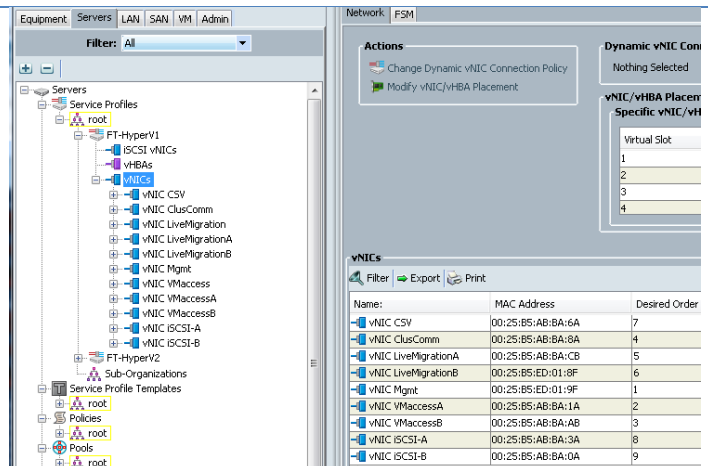 Equipment Servers LAN SAN VM Admin
Filter: All
Servers
Service Profiles
root
FT-HyperV1
iSCSI vNICs
vHBAs
vNICs
vNIC CSV
vNIC ClusComm
vNIC LiveMigration
vNIC LiveMigrationA
vNIC LiveMigrationB
vNIC Mgmt
vNIC VMaccess
vNIC VMaccessA
vNIC VMaccessB
vNIC iSCSI-A
vNIC iSCSI-B
FT-HyperV2
Sub-Organizations
Service Profile Templates
root
Policies
root
Pools
root
Network FSM
Actions
Change Dynamic vNIC Connection Policy
Modify vNIC/vHBA Placement
Dynamic vNIC Con
Nothing Selected
vNIC/vHBA Placem
Specific vNIC/vH
Virtual Slot
1
2
3
4
vNICs
Filter Export Print
Name: MAC Address Desired Order
vNIC CSV 00:25:B5:AB:BA:6A 7
vNIC ClusComm 00:25:B5:AB:BA:8A 4
vNIC LiveMigrationA 00:25:B5:AB:BA:CB 5
vNIC LiveMigrationB 00:25:B5:ED:01:8F 6
vNIC Mgmt 00:25:B5:ED:01:9F 1
vNIC VMaccessA 00:25:B5:AB:BA:1A 2
vNIC VMaccessB 00:25:B5:AB:BA:AB 3
vNIC iSCSI-A 00:25:B5:AB:BA:3A 8
vNIC iSCSI-B 00:25:B5:AB:BA:0A 9